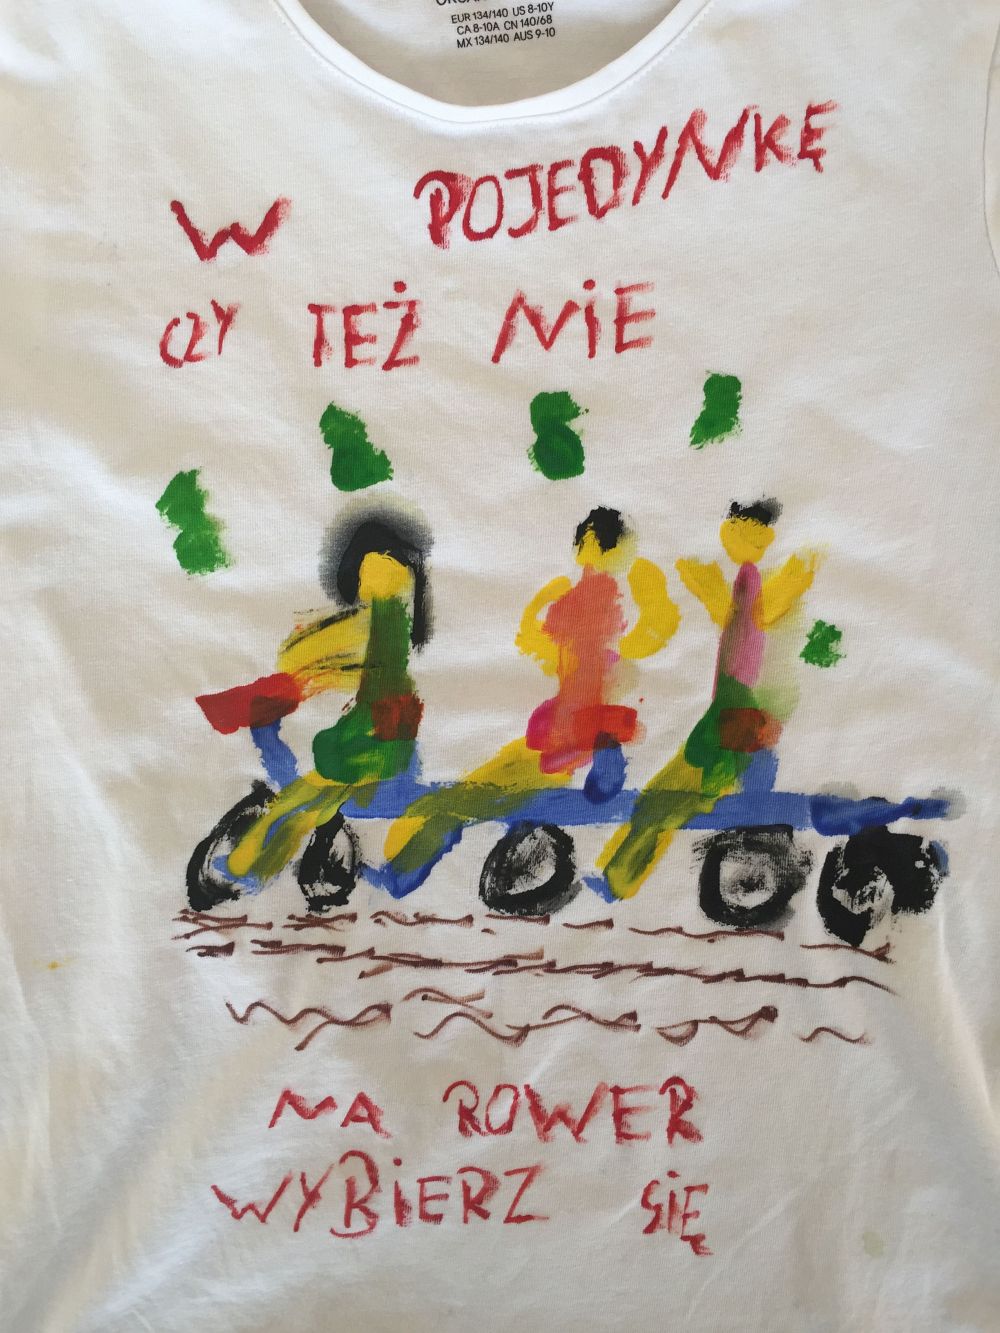 EUR 134/140 US 8-10Y
CA 8-10A CN 140/68
MX 134/140 AUS 9-10
W POJEDYNKĘ
CZY TEŻ NIE
NA ROWER
WYBIERZ SIĘ